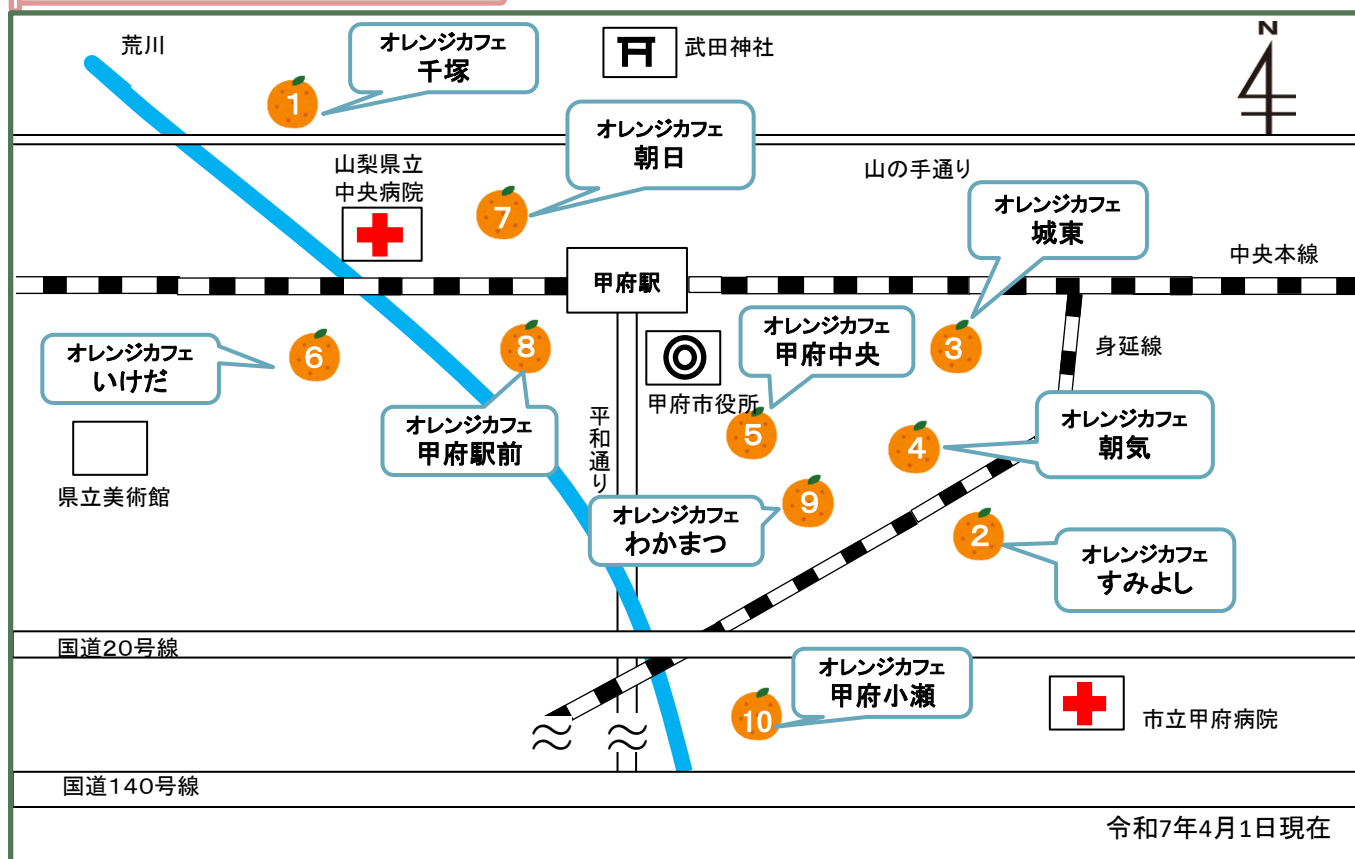 荒川
オレンジカフェ
千塚
武田神社
N
1
オレンジカフェ
朝日
山梨県立
中央病院
山の手通り
7
オレンジカフェ
城東
中央本線
甲府駅
オレンジカフェ
いけだ
6
8
オレンジカフェ
甲府中央
3
身延線
甲府市役所
オレンジカフェ
甲府駅前
平和通り
5
4
オレンジカフェ
朝気
県立美術館
オレンジカフェ
わかまつ
9
2
オレンジカフェ
すみよし
国道20号線
オレンジカフェ
甲府小瀬
10
市立甲府病院
国道140号線
令和7年4月1日現在